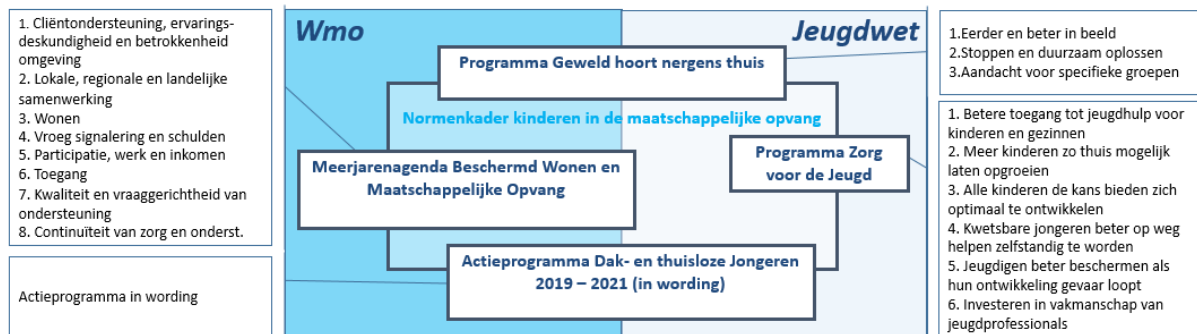 1. Cliëntondersteuning, ervarings-
deskundigheid en betrokkenheid
omgeving
2. Lokale, regionale en landelijke
samenwerking
3. Wonen
4. Vroeg signalering en schulden
5. Participatie, werk en inkomen
6. Toegang
7. Kwaliteit en vraaggerichtheid van
ondersteuning
8. Continuïteit van zorg en onderst.
Actieprogramma in wording
Wmo
Jeugdwet
Programma Geweld hoort nergens thuis
Normenkader kinderen in de maatschappelijke opvang
Meerjarenagenda Beschermd Wonen en
Maatschappelijke Opvang
Programma Zorg
voor de Jeugd
Actieprogramma Dak- en thuisloze Jongeren
2019 – 2021 (in wording)
1.Eerder en beter in beeld
2.Stoppen en duurzaam oplossen
3.Aandacht voor specifieke groepen
1. Betere toegang tot jeugdhulp voor
kinderen en gezinnen
2. Meer kinderen zo thuis mogelijk
laten opgroeien
3. Alle kinderen de kans bieden zich
optimaal te ontwikkelen
4. Kwetsbare jongeren beter op weg
helpen zelfstandig te worden
5. Jeugdigen beter beschermen als
hun ontwikkeling gevaar loopt
6. Investeren in vakmanschap van
jeugdprofessionals